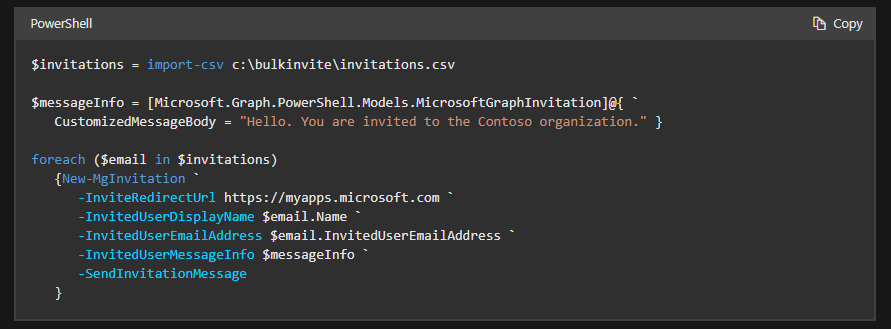 PowerShell
Copy
$invitations = import-csv c:\bulkinvite\invitations.csv
$messageInfo = [Microsoft.Graph.PowerShell.Models.MicrosoftGraphInvitation]@{ `
CustomizedMessageBody = "Hello. You are invited to the Contoso organization." }
foreach ($email in $invitations)
{New-MgInvitation `
-InviteRedirectUrl https://myapps.microsoft.com `
-InvitedUserDisplayName $email.Name `
-InvitedUserEmailAddress $email.InvitedUserEmailAddress `
-InvitedUserMessageInfo $messageInfo `
-SendInvitationMessage
}